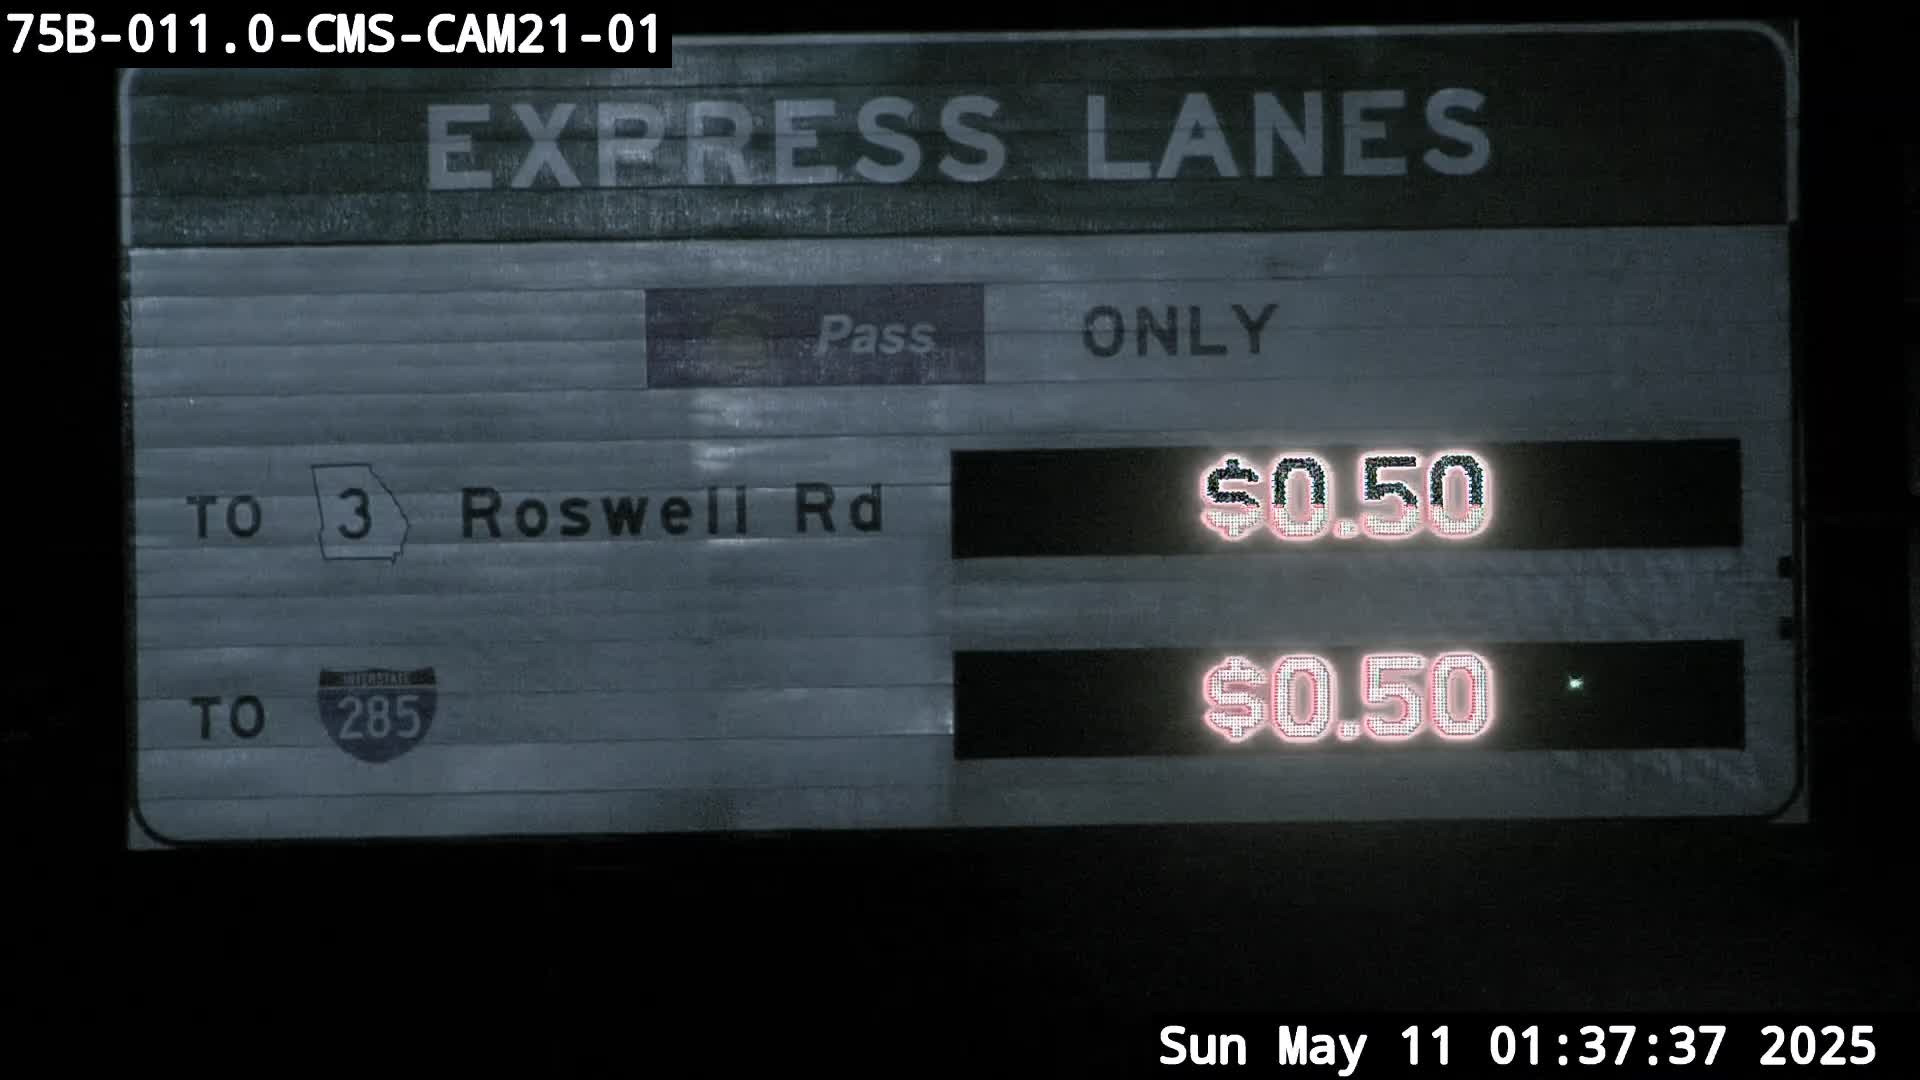 75B-011.0-CMS-CAM21-01
EXPRESS LANES
Pass ONLY
TO 3 Roswell Rd $0.50
TO INTERSTATE 285 $0.50
Sun May 11 01:37:37 2025